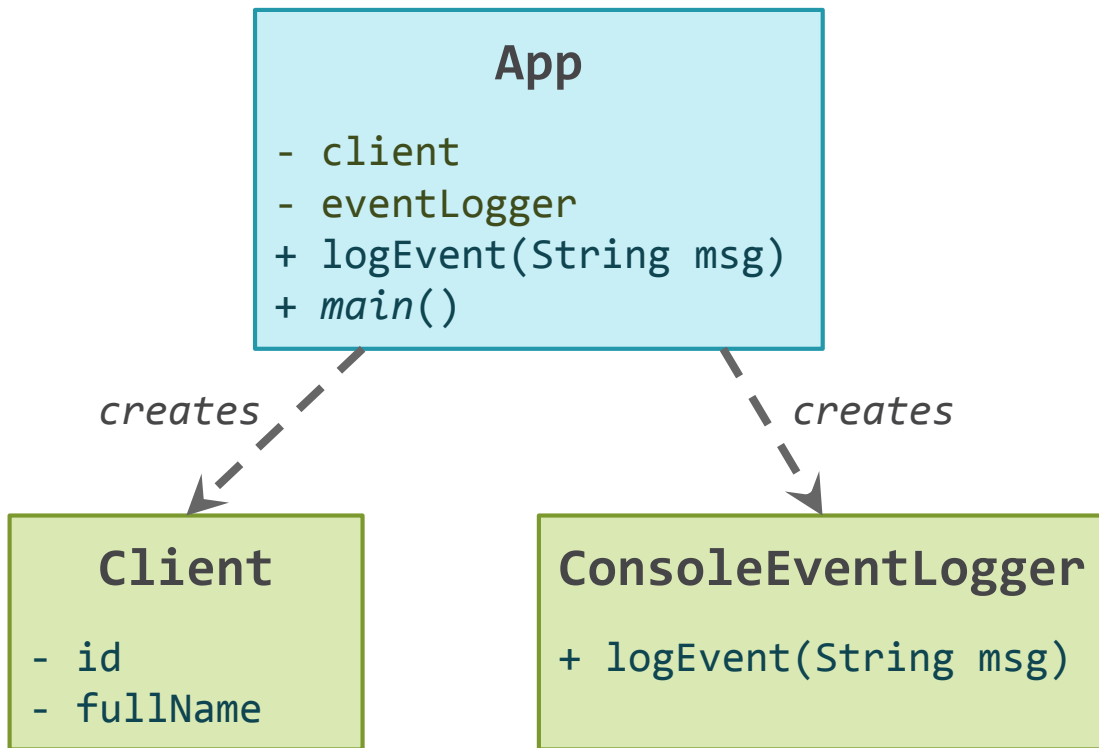 App
- client
- eventLogger
+ logEvent(String msg)
+ main()
creates
creates
Client
- id
- fullName
ConsoleEventLogger
+ logEvent(String msg)